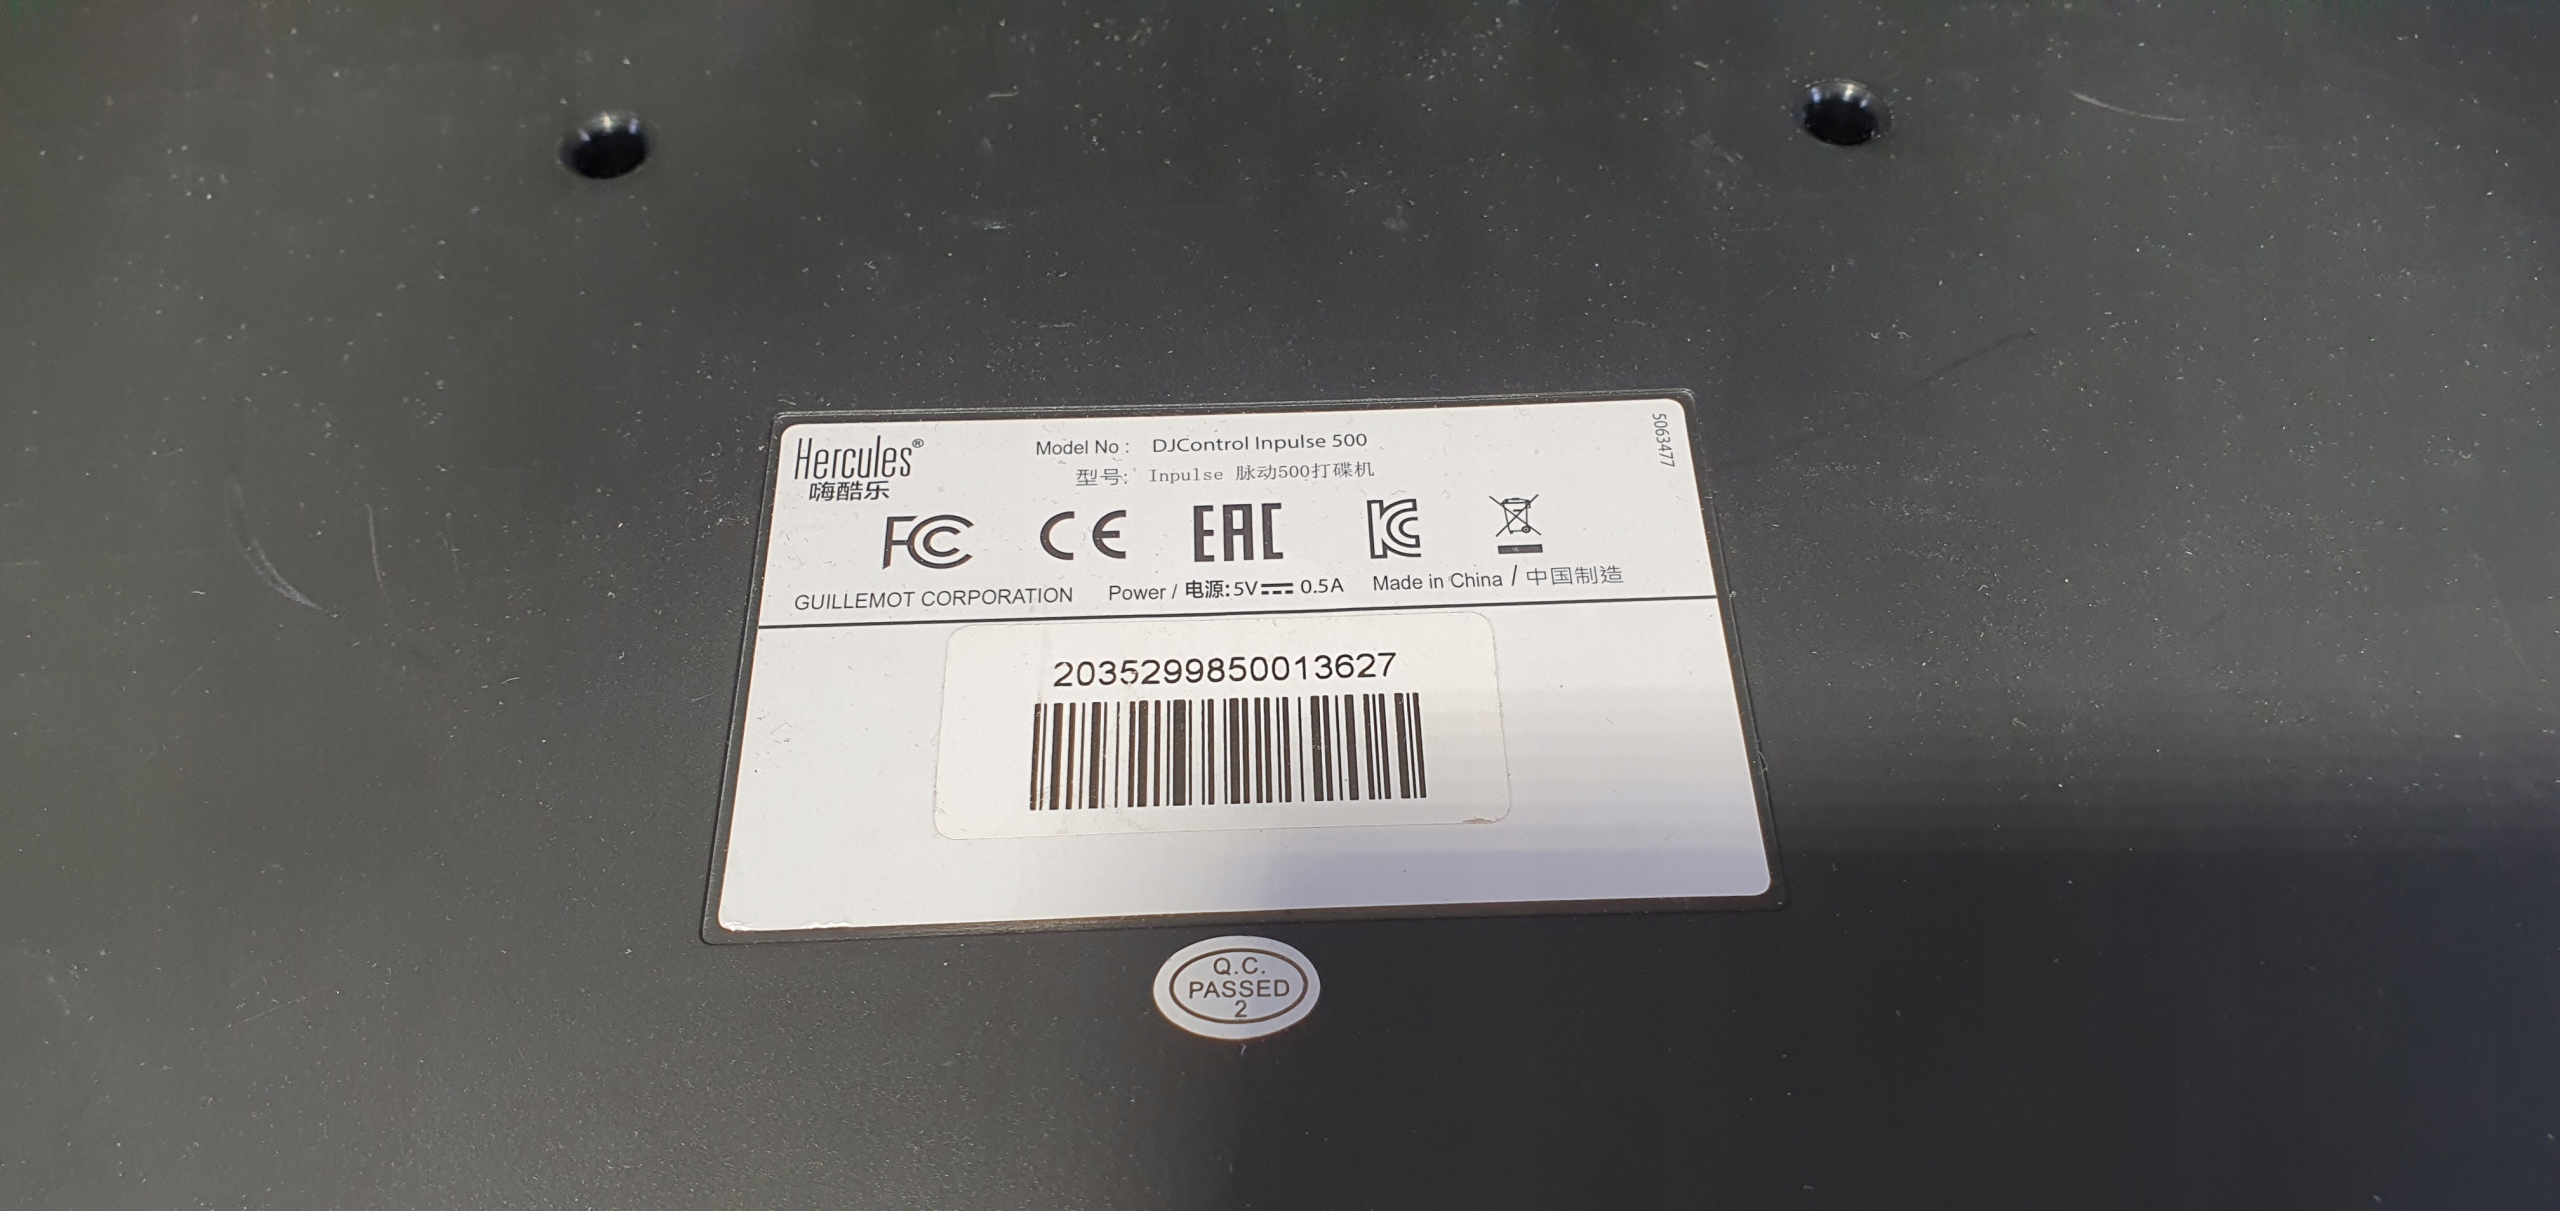 Hercules®
嗨酷乐
Model No : DJControl Inpulse 500
型号: Inpulse 脉动500打碟机
5063477
FC CE EAC KC
GUILLEMOT CORPORATION Power / 电源: 5V 0.5A Made in China / 中国制造
2035299850013627
Q.C.
PASSED
2